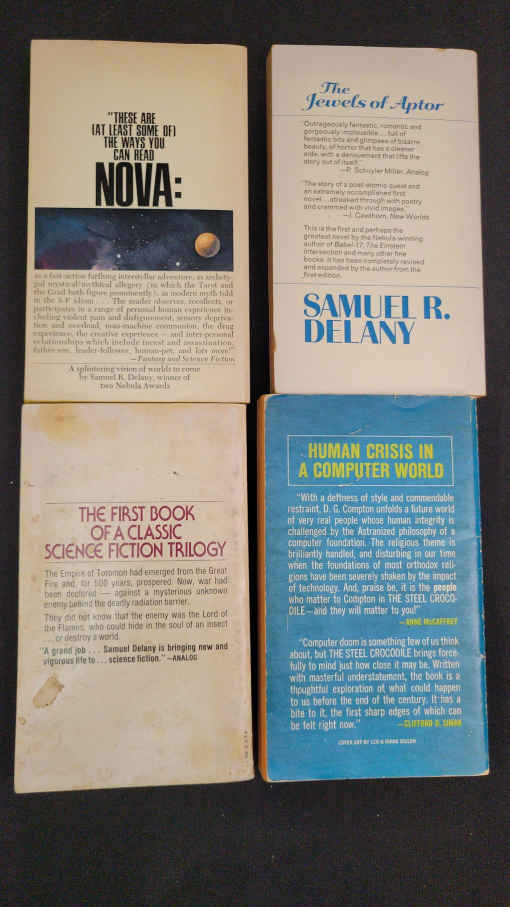 "THESE ARE
(AT LEAST SOME OF)
THE WAYS YOU
CAN READ
NOVA:
as a fast-action farflung interstellar adventure; as archety-
pal mystical/mythical allegory (in which the Tarot and
the Grail both figure prominently); as modern myth told
in the S-F idiom . . . The reader observes, recollects, or
participates in a range of personal human experience in-
cluding violent pain and disfigurement, sensory depriva-
tion and overload, man-machine communion, the drug
experience, the creative experience — and inter-personal
relationships which include incest and assassination,
father-son, leader-follower, human-pet, and lots more!"
—Fantasy and Science Fiction
A splintering vision of worlds to come
by Samuel R. Delany, winner of
two Nebula Awards
The
Jewels of Aptor
"Outrageously fantastic, romantic and
gorgeously implausible... full of
fantastic bits and glimpses of bizarre
beauty, of horror that has a cleaner
side, with a denouement that lifts the
story out of itself."
—P. Schuyler Miller, Analog
"The story of a post-atomic quest and
an extremely accomplished first
novel... streaked through with poetry
and crammed with vivid images."
—J. Cawthorn, New Worlds
This is the first and perhaps the
greatest novel by the Nebula-winning
author of Babel-17, The Einstein
Intersection and many other fine
books. It has been completely revised
and expanded by the author from the
first edition.
SAMUEL R.
DELANY
THE FIRST BOOK
OF A CLASSIC
SCIENCE FICTION TRILOGY
The Empire of Toromon had emerged from the Great
Fire and, for 500 years, prospered. Now, war had
been declared — against a mysterious unknown
enemy behind the deadly radiation barrier.
They did not know that the enemy was the Lord of
the Flames, who could hide in the soul of an insect
. . . or destroy a world.
"A grand job . . . Samuel Delany is bringing new and
vigorous life to . . . science fiction." —ANALOG
HUMAN CRISIS IN
A COMPUTER WORLD
"With a deftness of style and commendable
restraint, D. G. Compton unfolds a future world
of very real people whose human integrity is
challenged by the Astranized philosophy of a
computer foundation. The religious theme is
brilliantly handled, and disturbing in our time
when the foundations of most orthodox reli-
gions have been severely shaken by the impact
of technology. And, praise be, it is the people
who matter to Compton in THE STEEL CROCO-
DILE—and they will matter to you!"
—ANNE McCAFFREY
"Computer doom is something few of us think
about, but THE STEEL CROCODILE brings force-
fully to mind just how close it may be. Written
with masterful understatement, the book is a
thoughtful exploration of what could happen
to us before the end of the century. It has a
bite to it, the first sharp edges of which can
be felt right now."
—CLIFFORD D. SIMAK
COVER ART BY LEO & DIANE DILLON